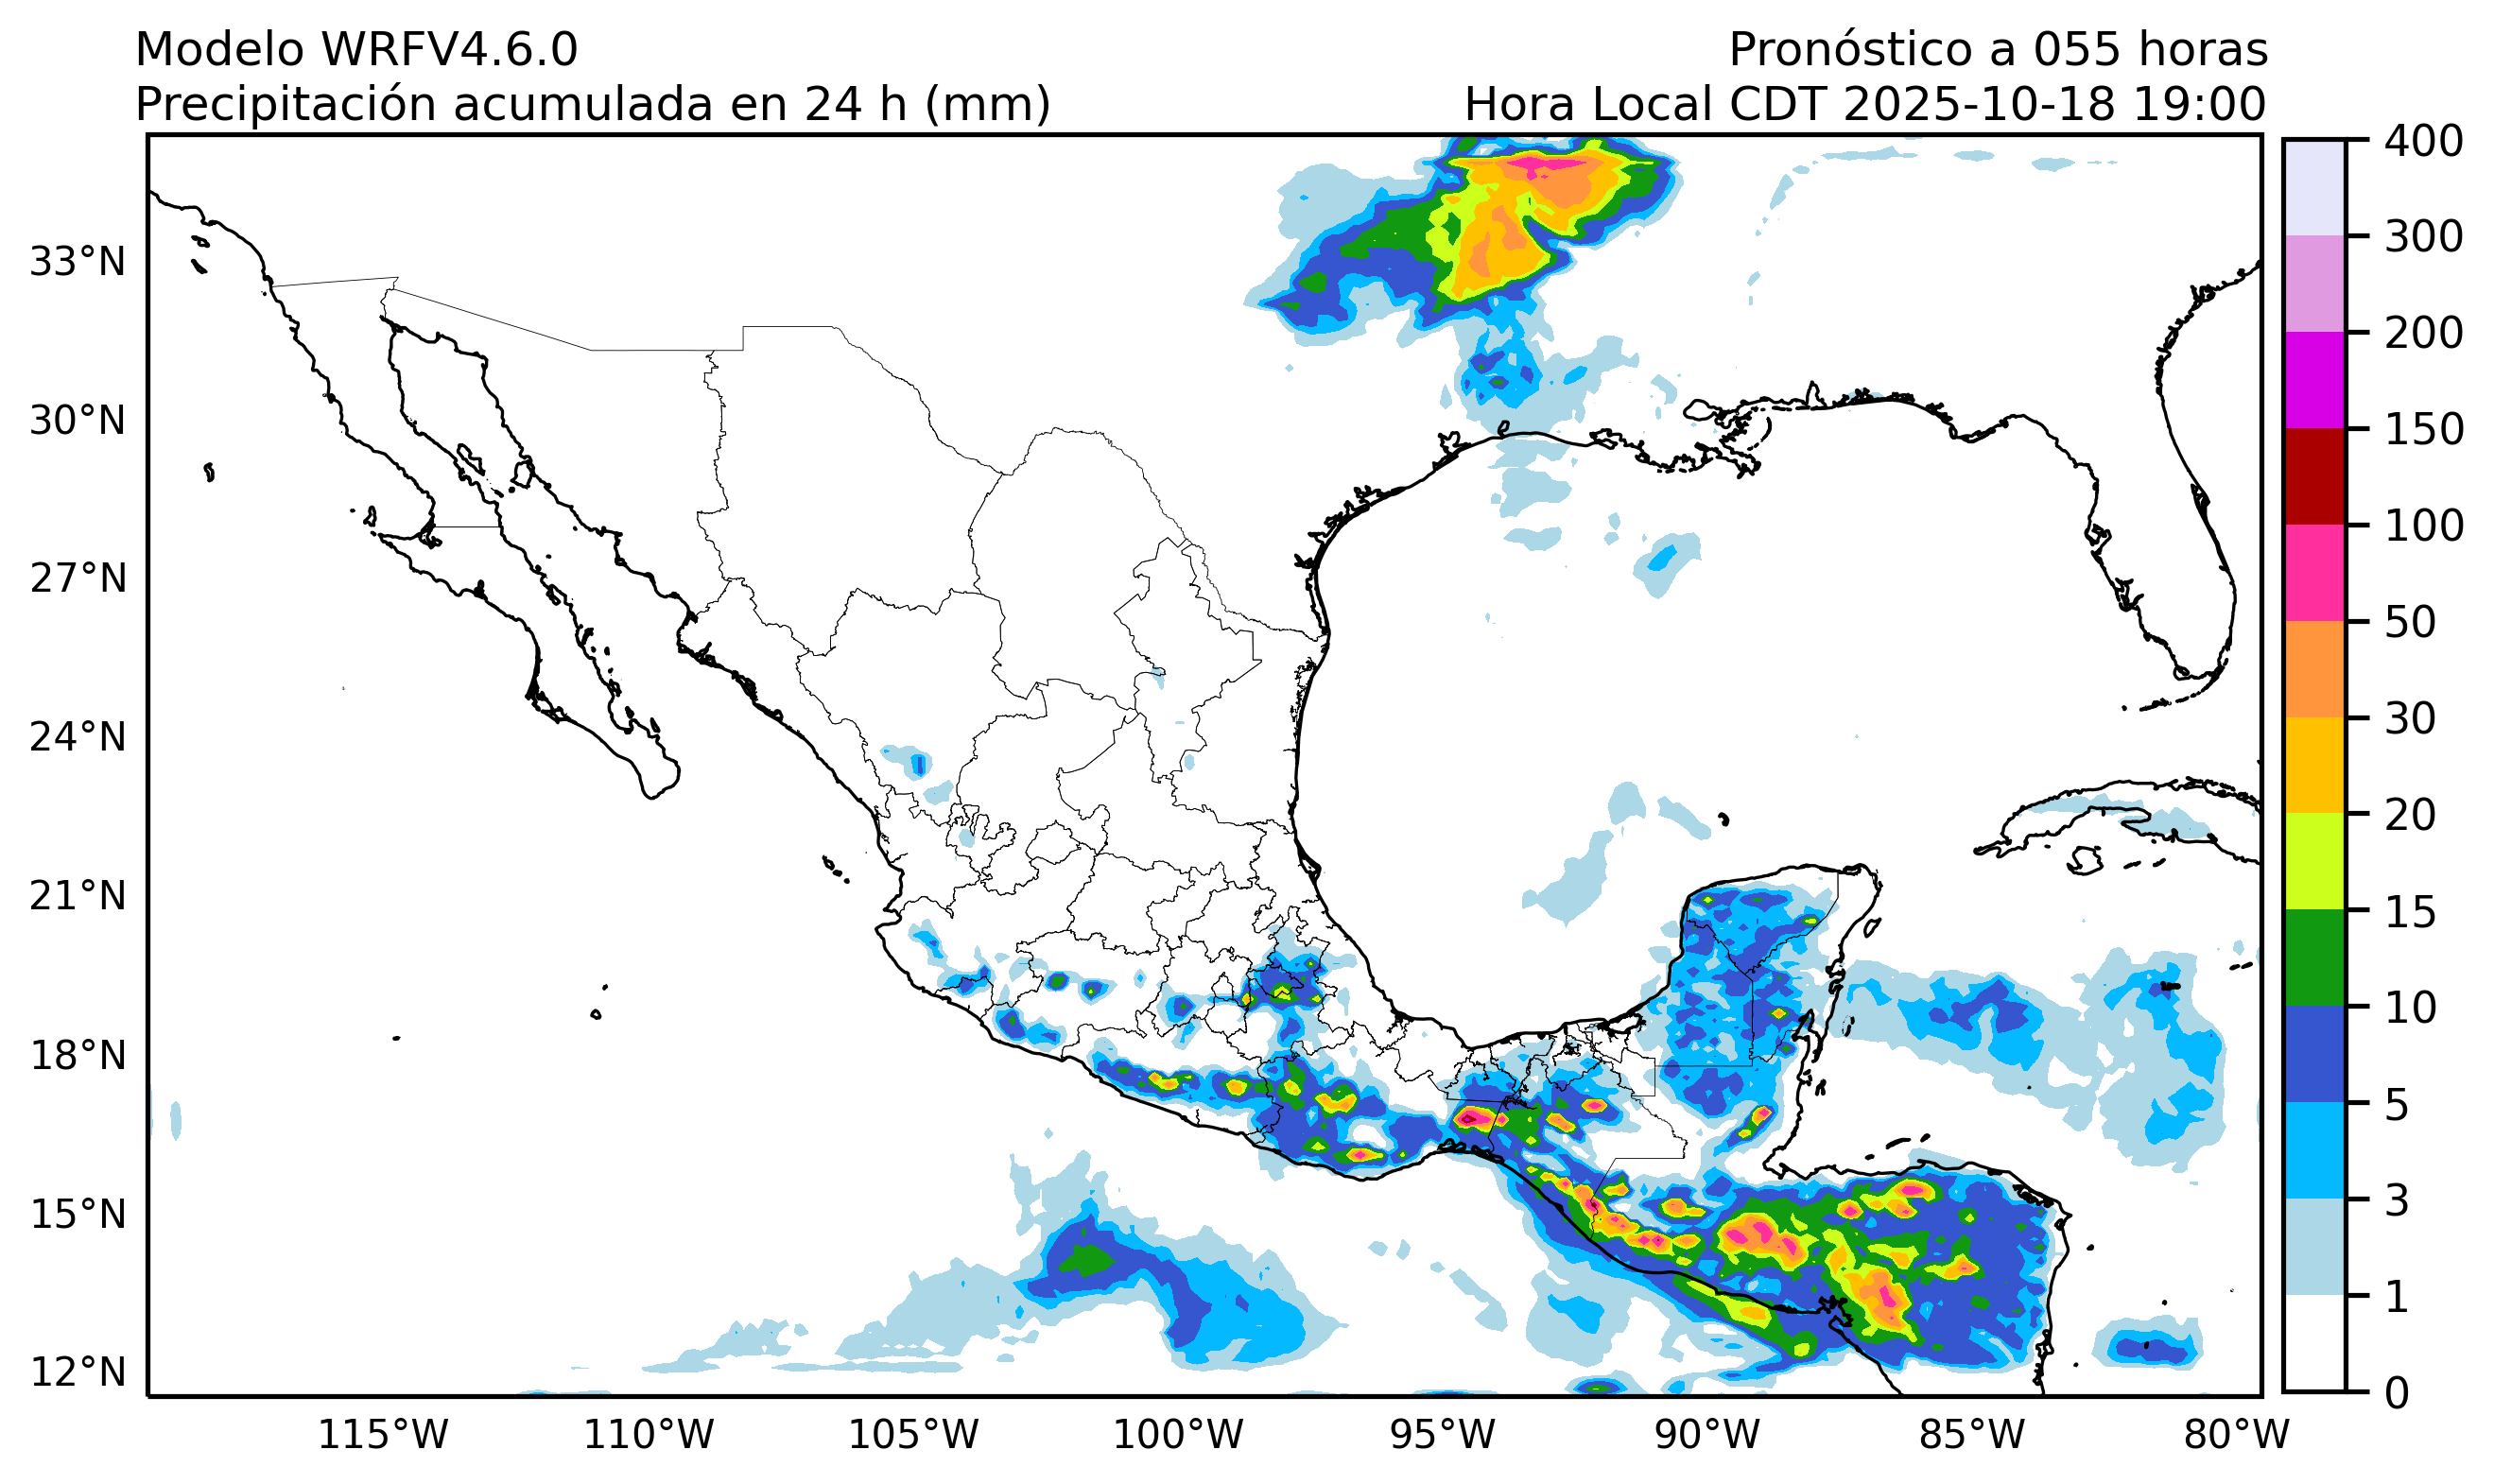 Modelo WRFV4.6.0
Pronóstico a 055 horas
Precipitación acumulada en 24 h (mm)
Hora Local CDT 2025-10-18 19:00
33°N
30°N
27°N
24°N
21°N
18°N
15°N
12°N
115°W
110°W
105°W
100°W
95°W
90°W
85°W
80°W
400
300
200
150
100
50
30
20
15
10
5
3
1
0